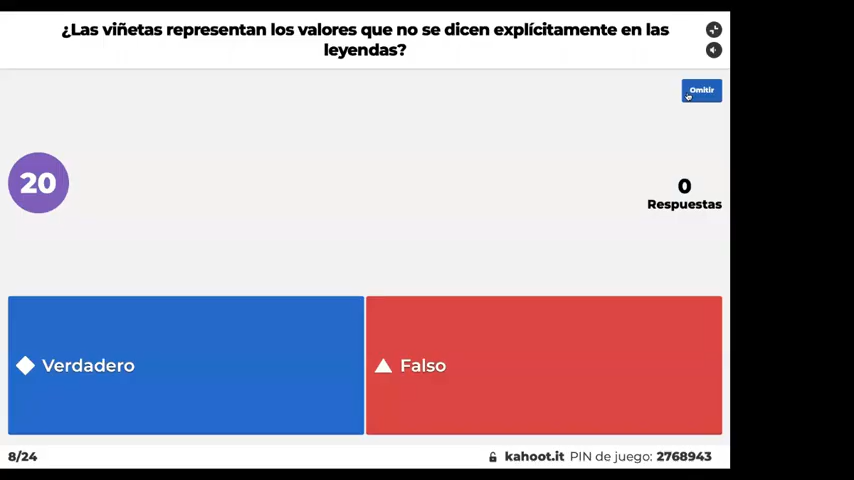 ¿Las viñetas representan los valores que no se dicen explícitamente en las
leyendas?
Omitir
20
0
Respuestas
Verdadero
Falso
8/24
kahoot.it PIN de juego: 2768943